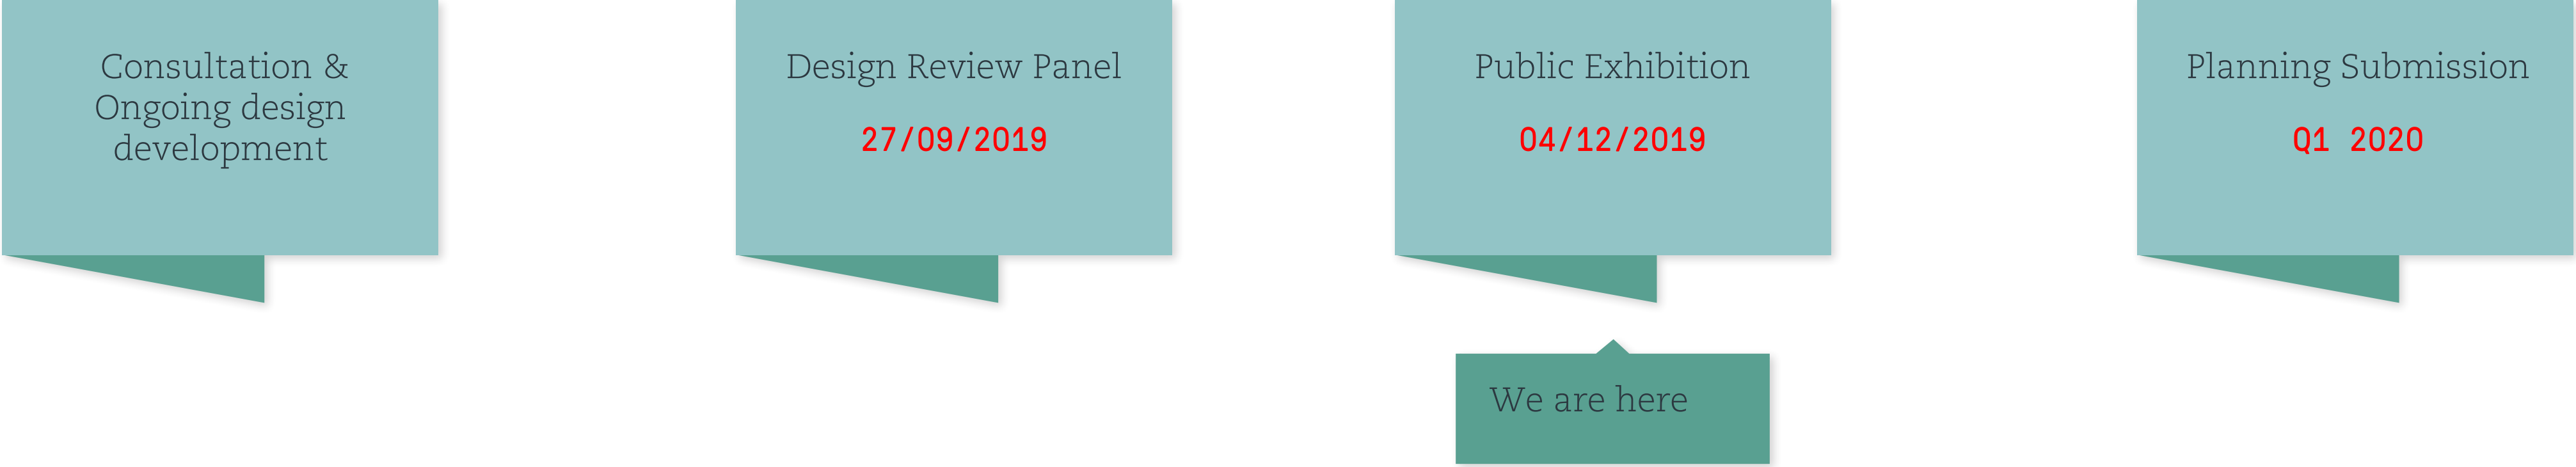 Consultation &
Ongoing design
development
Design Review Panel
27/09/2019
Public Exhibition
04/12/2019
Planning Submission
Q1 2020
We are here